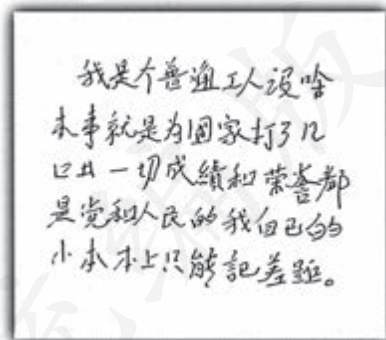 我是个普通工人没啥
本事就是为国家打了几
口井一切成績和荣誉都
是党和人民的我自己的
小本本上只能記差距。